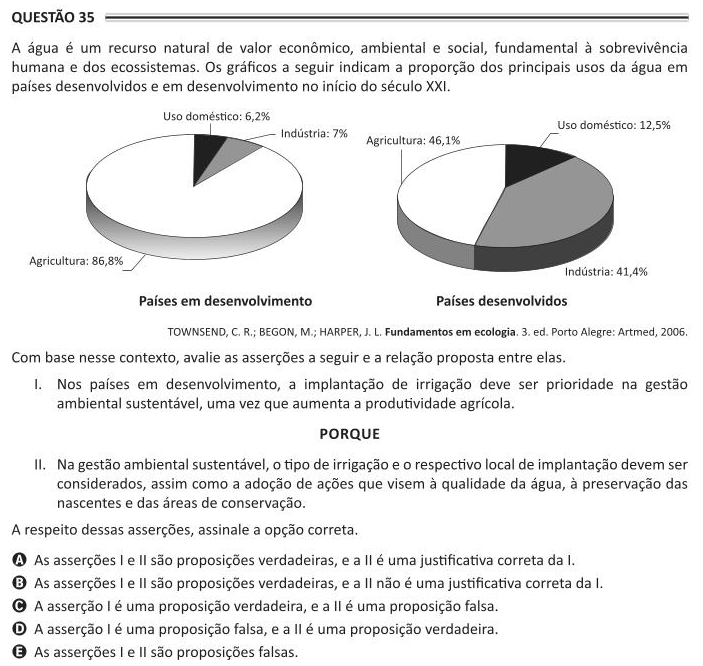 QUESTÃO 35
A água é um recurso natural de valor econômico, ambiental e social, fundamental à sobrevivência
humana e dos ecossistemas. Os gráficos a seguir indicam a proporção dos principais usos da água em
países desenvolvidos e em desenvolvimento no início do século XXI.
Uso doméstico: 6,2%
Indústria: 7%
Agricultura: 86,8%
Países em desenvolvimento
Uso doméstico: 12,5%
Agricultura: 46,1%
Indústria: 41,4%
Países desenvolvidos
TOWNSEND, C. R.; BEGON, M.; HARPER, J. L. Fundamentos em ecologia. 3. ed. Porto Alegre: Artmed, 2006.
Com base nesse contexto, avalie as asserções a seguir e a relação proposta entre elas.
I. Nos países em desenvolvimento, a implantação de irrigação deve ser prioridade na gestão
ambiental sustentável, uma vez que aumenta a produtividade agrícola.
PORQUE
II. Na gestão ambiental sustentável, o tipo de irrigação e o respectivo local de implantação devem ser
considerados, assim como a adoção de ações que visem à qualidade da água, à preservação das
nascentes e das áreas de conservação.
A respeito dessas asserções, assinale a opção correta.
A As asserções I e II são proposições verdadeiras, e a II é uma justificativa correta da I.
B As asserções I e II são proposições verdadeiras, e a II não é uma justificativa correta da I.
C A asserção I é uma proposição verdadeira, e a II é uma proposição falsa.
D A asserção I é uma proposição falsa, e a II é uma proposição verdadeira.
E As asserções I e II são proposições falsas.